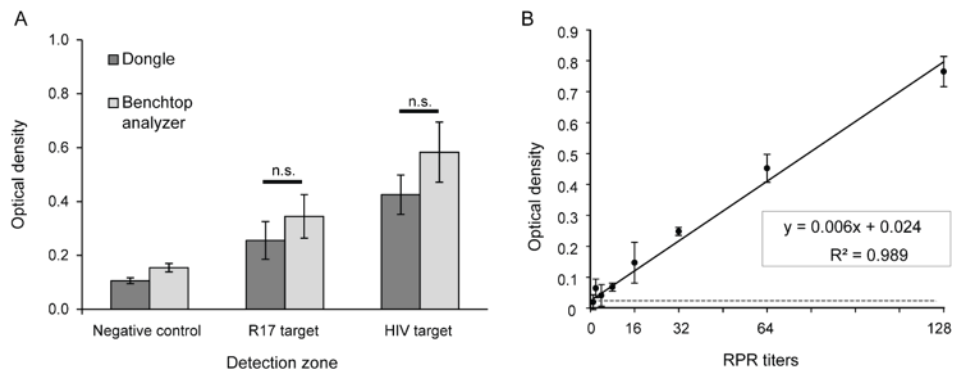 A
1.0
0.8
0.6
0.4
0.2
0.0
Optical density
Dongle
Benchtop
analyzer
n.s.
n.s.
Negative control
R17 target
HIV target
Detection zone
B
0.9
0.8
0.7
0.6
0.5
0.4
0.3
0.2
0.1
0
Optical density
y = 0.006x + 0.024
R² = 0.989
0
16
32
64
128
RPR titers